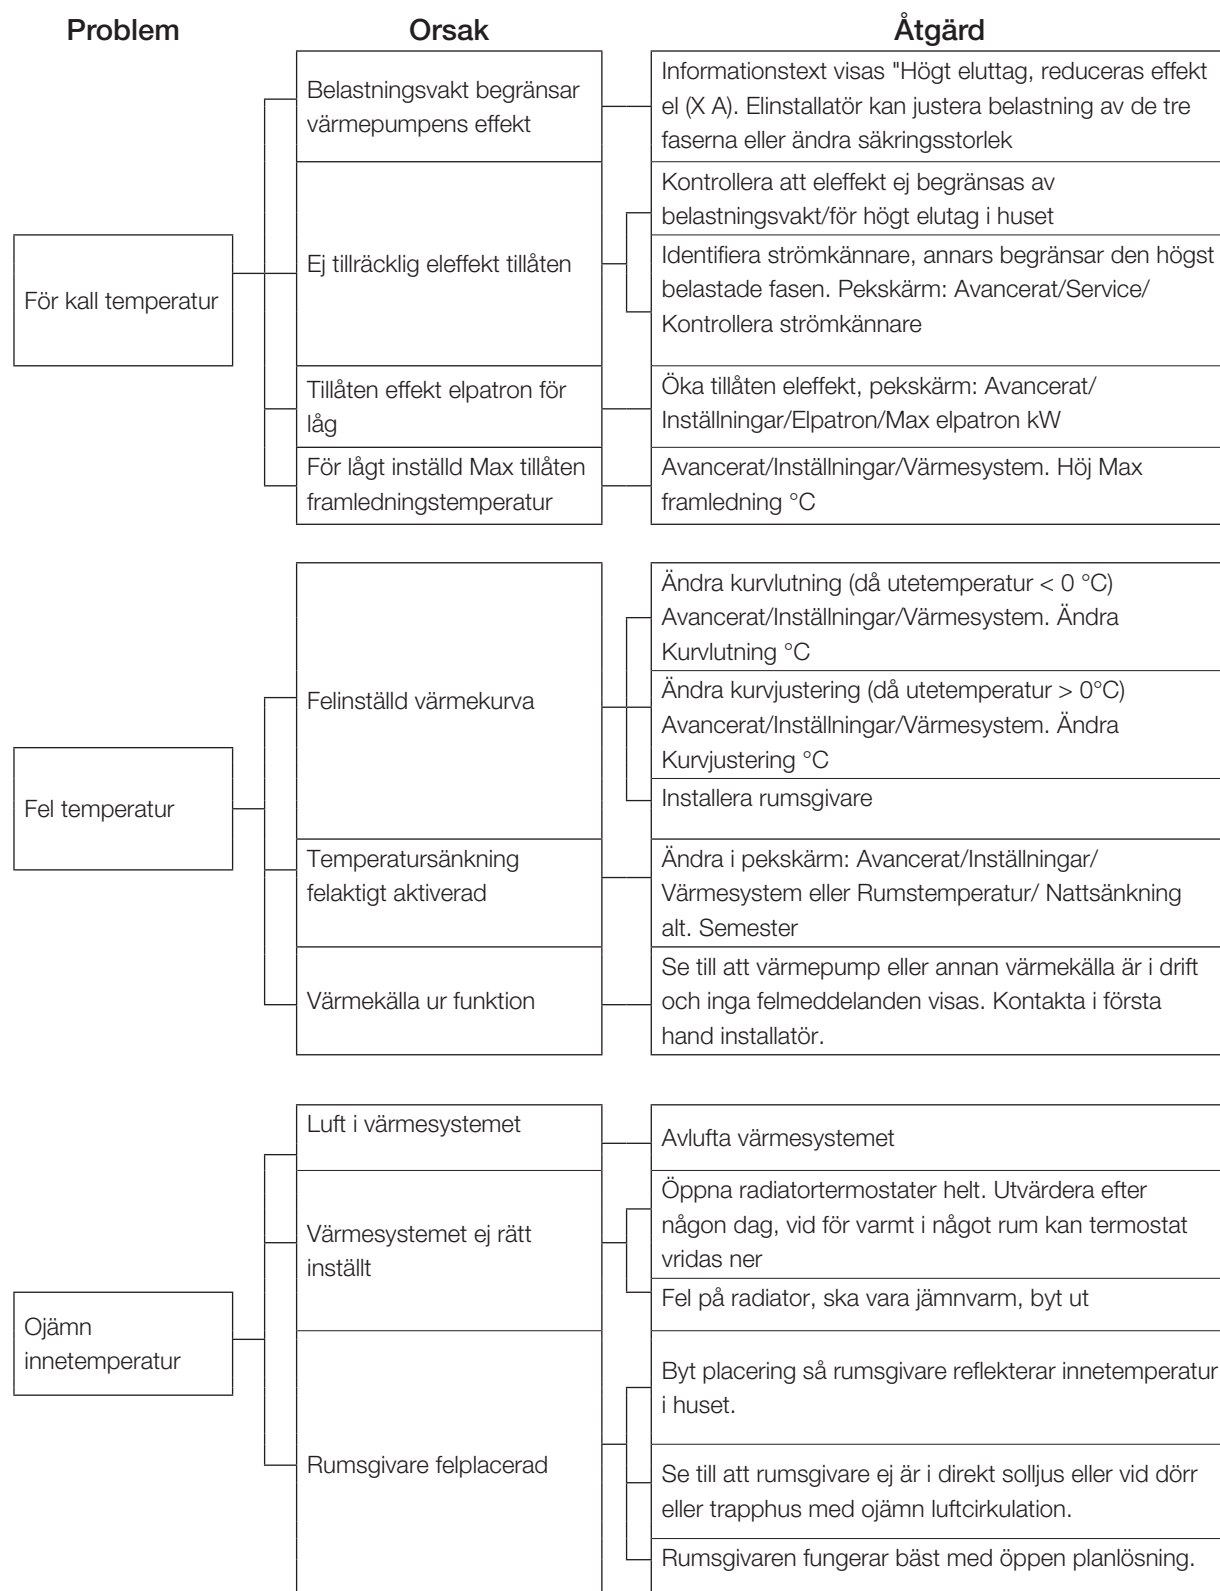 Problem
Orsak
Åtgärd
För kall temperatur
Belastningsvakt begränsar
värmepumpens effekt
Informationstext visas "Högt eluttag, reduceras effekt
el (X A). Elinstallatör kan justera belastning av de tre
faserna eller ändra säkringsstorlek
Ej tillräcklig eleffekt tillåten
Kontrollera att eleffekt ej begränsas av
belastningsvakt/för högt elutag i huset
Identifiera strömkännare, annars begränsar den högst
belastade fasen. Pekskärm: Avancerat/Service/
Kontrollera strömkännare
Tillåten effekt elpatron för
låg
Öka tillåten eleffekt, pekskärm: Avancerat/
Inställningar/Elpatron/Max elpatron kW
För lågt inställd Max tillåten
framledningstemperatur
Avancerat/Inställningar/Värmesystem. Höj Max
framledning °C
Fel temperatur
Felinställd värmekurva
Ändra kurvlutning (då utetemperatur < 0 °C)
Avancerat/Inställningar/Värmesystem. Ändra
Kurvlutning °C
Ändra kurvjustering (då utetemperatur > 0°C)
Avancerat/Inställningar/Värmesystem. Ändra
Kurvjustering °C
Installera rumsgivare
Temperatursänkning
felaktigt aktiverad
Ändra i pekskärm: Avancerat/Inställningar/
Värmesystem eller Rumstemperatur/ Nattsänkning
alt. Semester
Värmekälla ur funktion
Se till att värmepump eller annan värmekälla är i drift
och inga felmeddelanden visas. Kontakta i första
hand installatör.
Ojämn
innetemperatur
Luft i värmesystemet
Avlufta värmesystemet
Värmesystemet ej rätt
inställt
Öppna radiatortermostater helt. Utvärdera efter
någon dag, vid för varmt i något rum kan termostat
vridas ner
Fel på radiator, ska vara jämnvarm, byt ut
Rumsgivare felplacerad
Byt placering så rumsgivare reflekterar innetemperatur
i huset.
Se till att rumsgivare ej är i direkt solljus eller vid dörr
eller trapphus med ojämn luftcirkulation.
Rumsgivaren fungerar bäst med öppen planlösning.